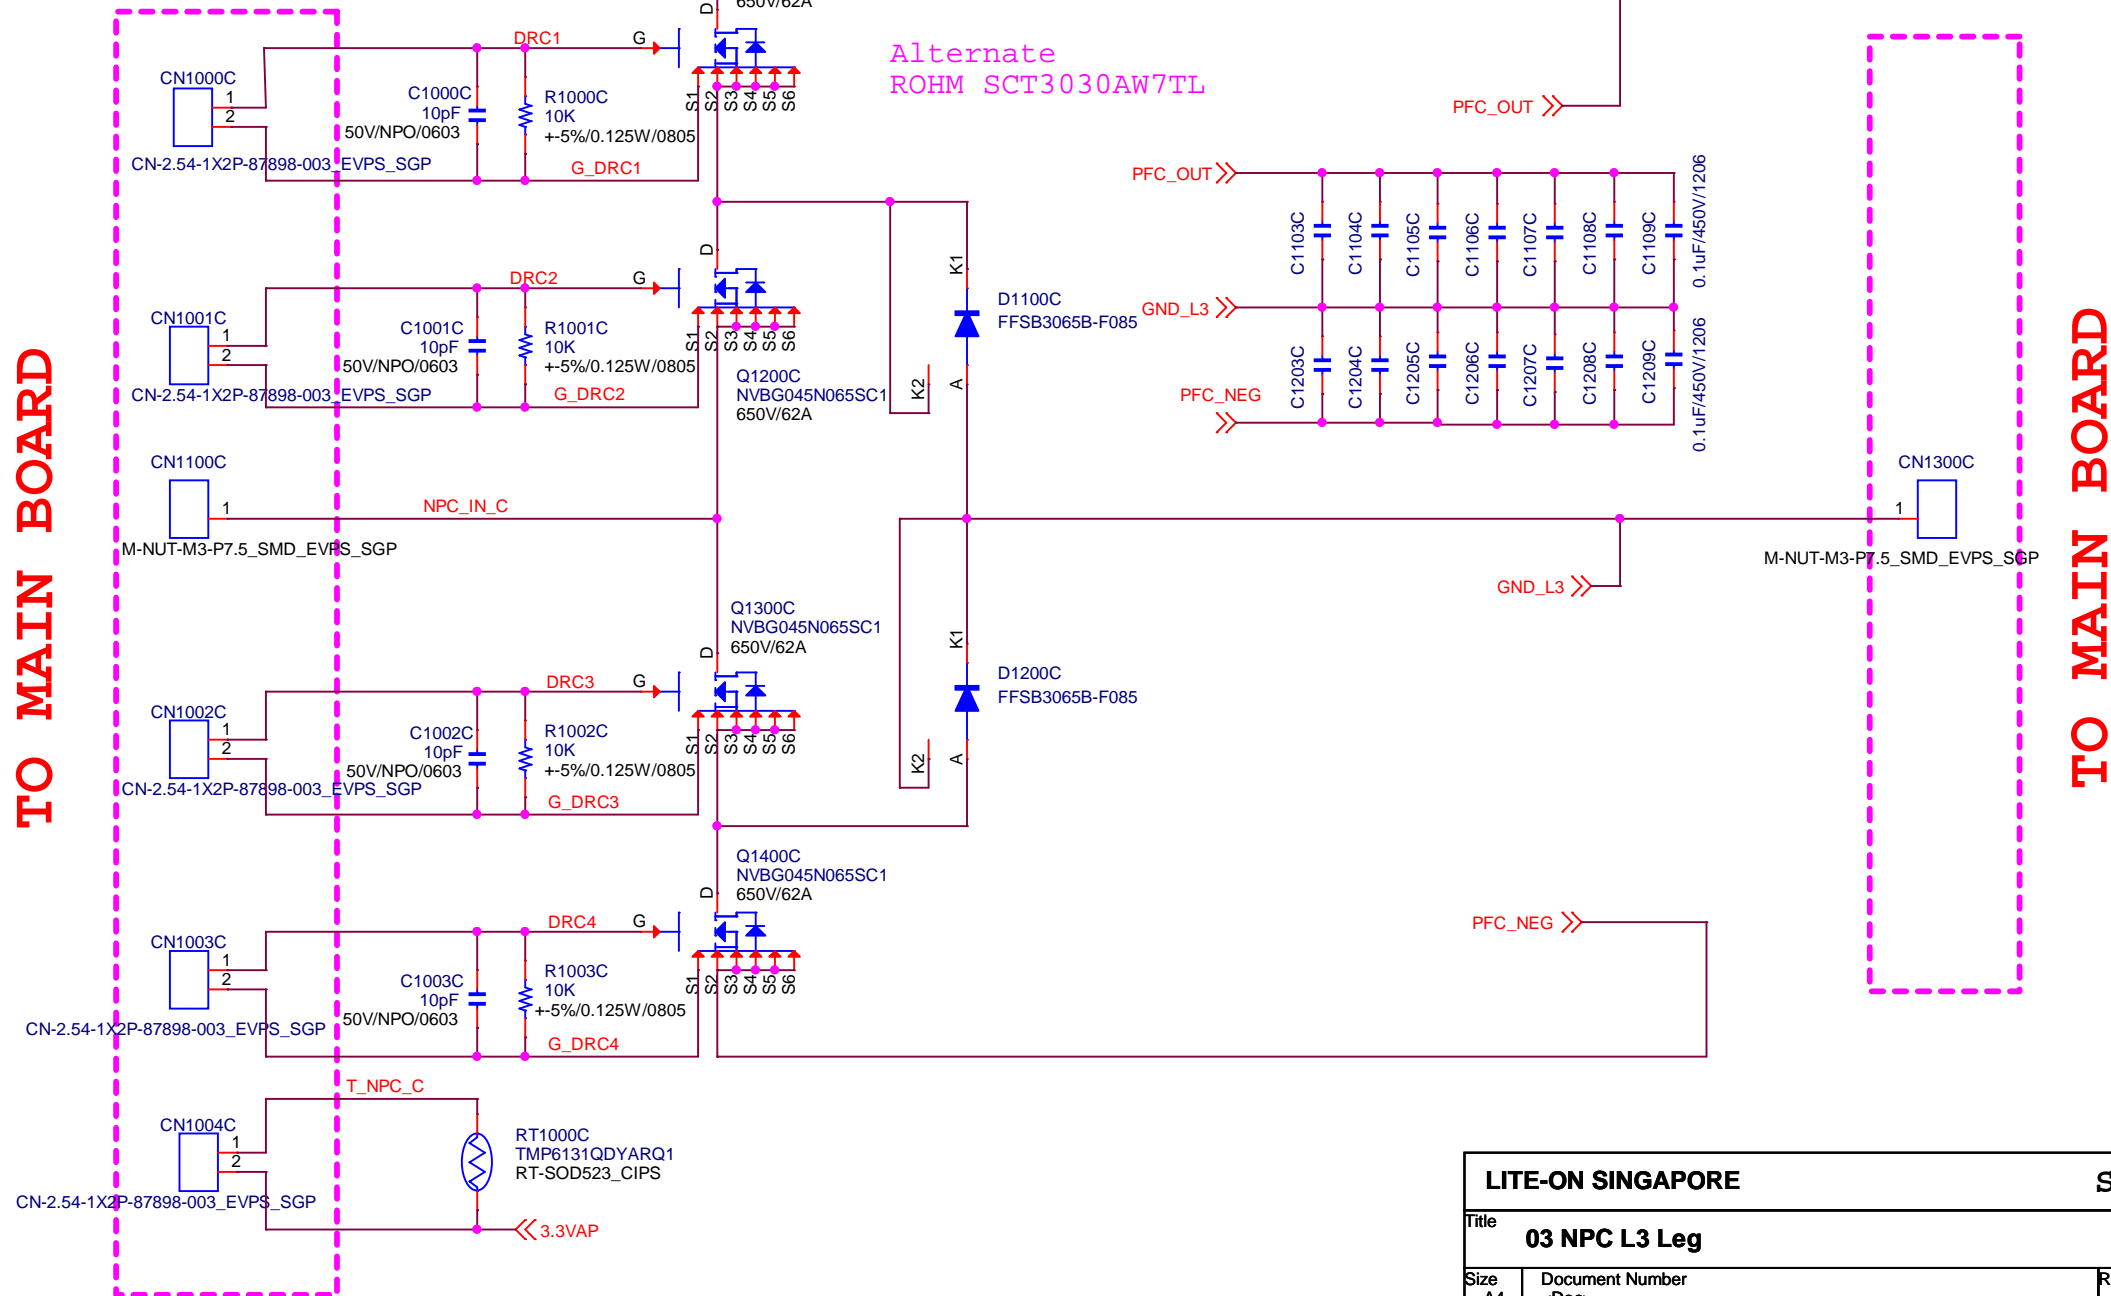 650V/62A
D
DRC1
G
Alternate
ROHM SCT3030AW7TL
CN1000C
1
2
C1000C
10pF
50V/NPO/0603
R1000C
10K
+-5%/0.125W/0805
S1
S2
S3
S4
S5
S6
CN-2.54-1X2P-87898-003_EVPS_SGP
G_DRC1
PFC_OUT
PFC_OUT
C1103C
C1104C
C1105C
C1106C
C1107C
C1108C
C1109C
0.1uF/450V/1206
GND_L3
C1203C
C1204C
C1205C
C1206C
C1207C
C1208C
C1209C
0.1uF/450V/1206
PFC_NEG
D
DRC2
G
CN1001C
1
2
C1001C
10pF
50V/NPO/0603
R1001C
10K
+-5%/0.125W/0805
S1
S2
S3
S4
S5
S6
CN-2.54-1X2P-87898-003_EVPS_SGP
G_DRC2
Q1200C
NVBG045N065SC1
650V/62A
K1
D1100C
FFSB3065B-F085
K2
A
TO MAIN BOARD
TO MAIN BOARD
CN1100C
1
NPC_IN_C
M-NUT-M3-P7.5_SMD_EVPS_SGP
CN1300C
1
M-NUT-M3-P7.5_SMD_EVPS_SGP
GND_L3
Q1300C
NVBG045N065SC1
650V/62A
D
DRC3
G
CN1002C
1
2
C1002C
10pF
50V/NPO/0603
R1002C
10K
+-5%/0.125W/0805
S1
S2
S3
S4
S5
S6
CN-2.54-1X2P-87898-003_EVPS_SGP
G_DRC3
K1
D1200C
FFSB3065B-F085
K2
A
Q1400C
NVBG045N065SC1
650V/62A
D
DRC4
G
CN1003C
1
2
C1003C
10pF
50V/NPO/0603
R1003C
10K
+-5%/0.125W/0805
S1
S2
S3
S4
S5
S6
CN-2.54-1X2P-87898-003_EVPS_SGP
G_DRC4
PFC_NEG
T_NPC_C
CN1004C
1
2
CN-2.54-1X2P-87898-003_EVPS_SGP
RT1000C
TMP6131QDYARQ1
RT-SOD523_CIPS
3.3VAP
LITE-ON SINGAPORE
S
Title
03 NPC L3 Leg
Size
Document Number
R